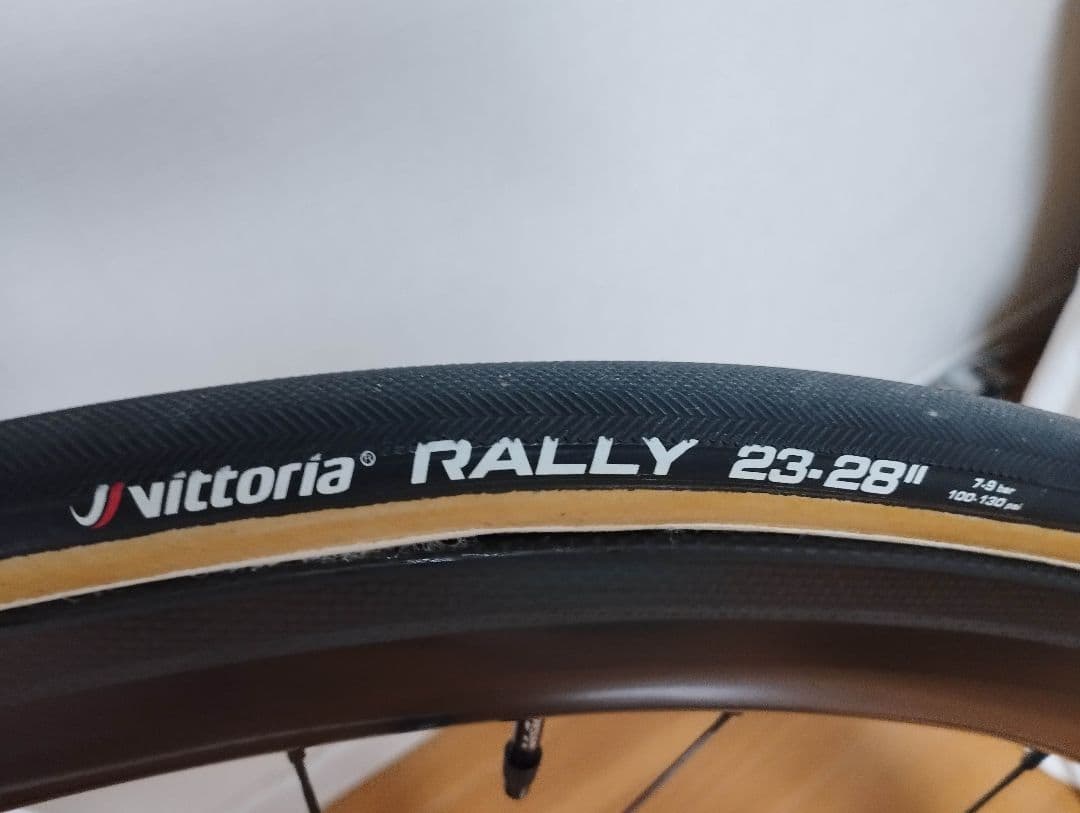 vittoria® RALLY 23-28"
7-9 bar
100-130 psi